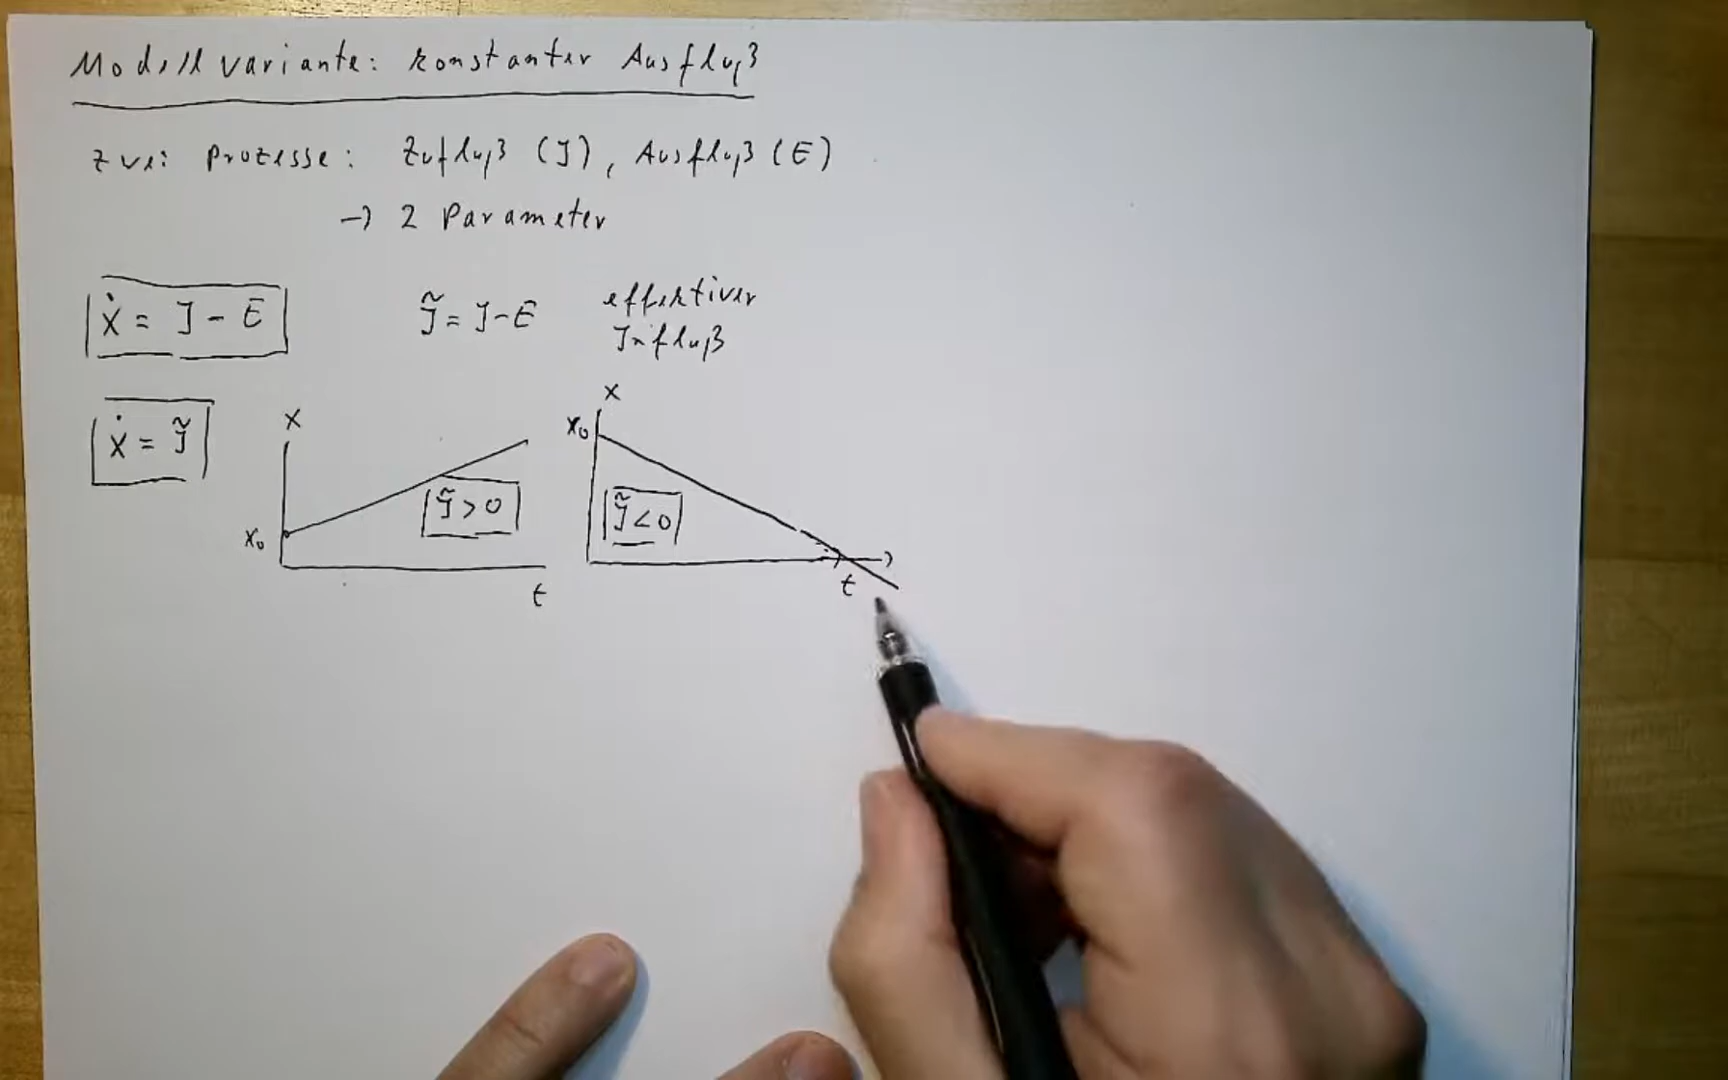 Modellvariante: konstanter Ausfluß
zwei Prozesse: Zufluß (J), Ausfluß (E)
→ 2 Parameter
ẋ = J - E
J̃ = J-E
effektiver
Influß
ẋ = J̃
x
x₀
J̃ > 0
t
x
x₀
J̃ < 0
t